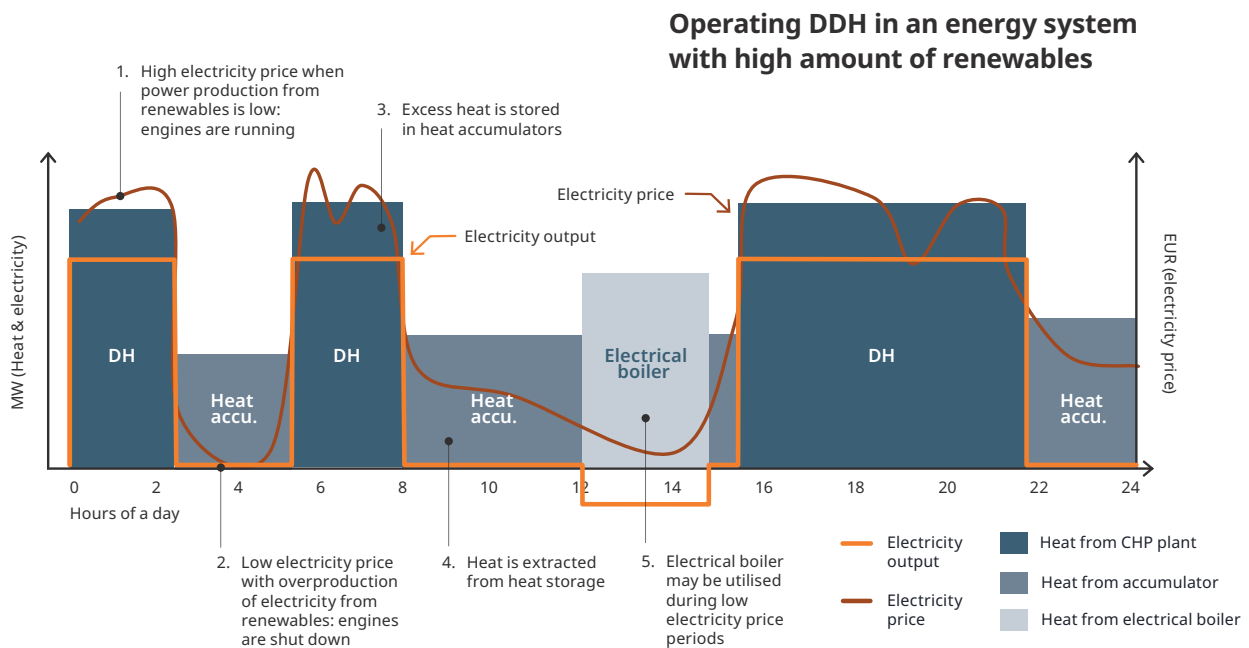 Operating DDH in an energy system
with high amount of renewables
1. High electricity price when
power production from
renewables is low:
engines are running
3. Excess heat is stored
in heat accumulators
Electricity price
Electricity output
MW (Heat & electricity)
EUR (electricity price)
DH
Heat
accu.
DH
Heat
accu.
Electrical
boiler
DH
Heat
accu.
0 2 4 6 8 10 12 14 16 18 20 22 24
Hours of a day
2. Low electricity price
with overproduction
of electricity from
renewables: engines
are shut down
4. Heat is extracted
from heat storage
5. Electrical boiler
may be utilised
during low
electricity price
periods
Electricity
output
Electricity
price
Heat from CHP plant
Heat from accumulator
Heat from electrical boiler